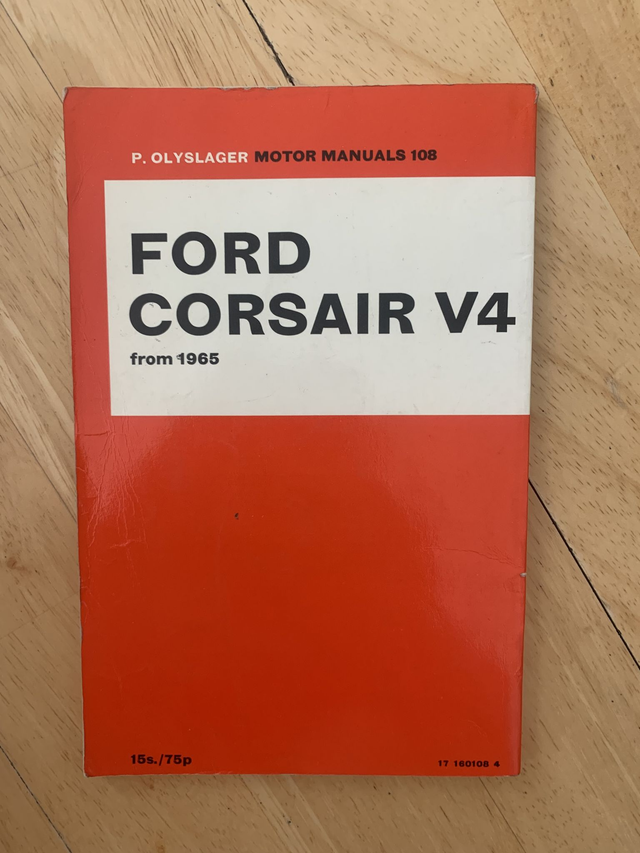 P. OLYSLAGER MOTOR MANUALS 108
FORD
CORSAIR V4
from 1965
15s./75p
17 160108 4